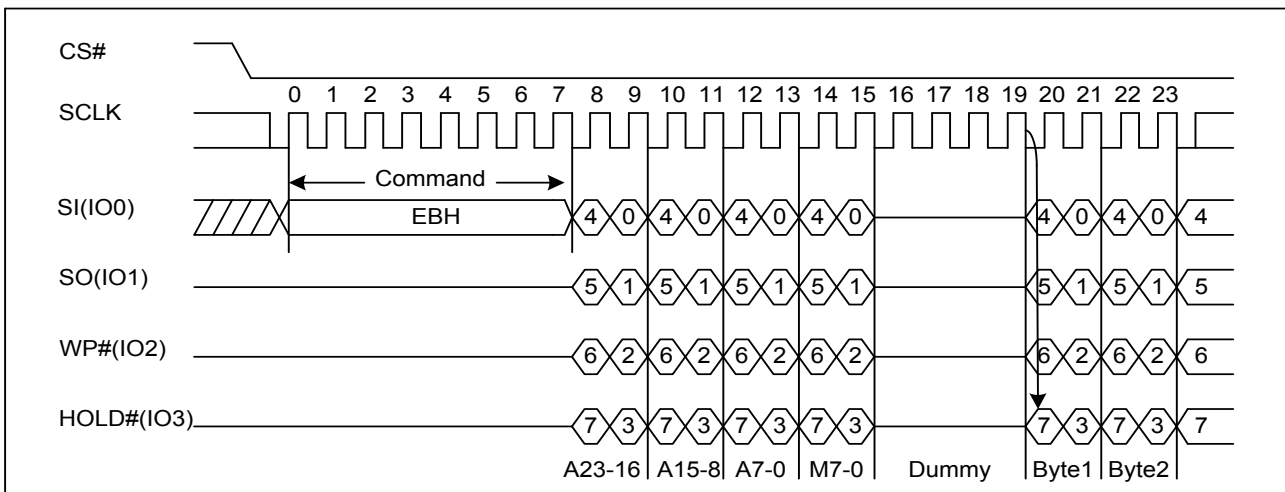 CS#
0 1 2 3 4 5 6 7 8 9 10 11 12 13 14 15 16 17 18 19 20 21 22 23
SCLK
Command
SI(IO0) EBH 4 0 4 0 4 0 4 0 4 0 4 0 4
SO(IO1) 5 1 5 1 5 1 5 1 5 1 5 1 5
WP#(IO2) 6 2 6 2 6 2 6 2 6 2 6 2 6
HOLD#(IO3) 7 3 7 3 7 3 7 3 7 3 7 3 7
A23-16 A15-8 A7-0 M7-0 Dummy Byte1 Byte2